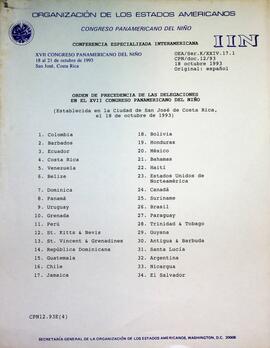 ORGANIZACIÓN DE LOS ESTADOS AMERICANOS
CONGRESO PANAMERICANO DEL NIÑO
CONFERENCIA ESPECIALIZADA INTERAMERICANA
IIN
XVII CONGRESO PANAMERICANO DEL NIÑO
18 al 21 de octubre de 1993
San José, Costa Rica
OEA/Ser.K/XXIV.17.1
CPN/doc.12/93
18 octubre 1993
Original: español
ORDEN DE PRECEDENCIA DE LAS DELEGACIONES
EN EL XVII CONGRESO PANAMERICANO DEL NIÑO
(Establecida en la Ciudad de San José de Costa Rica,
el 18 de octubre de 1993)
1. Colombia
2. Barbados
3. Ecuador
4. Costa Rica
5. Venezuela
6. Belize
7. Dominica
8. Panamá
9. Uruguay
10. Grenada
11. Perú
12. St. Kitts & Nevis
13. St. Vincent & Grenadines
14. República Dominicana
15. Guatemala
16. Chile
17. Jamaica
18. Bolivia
19. Honduras
20. México
21. Bahamas
22. Haití
23. Estados Unidos de
Norteamérica
24. Canadá
25. Suriname
26. Brasil
27. Paraguay
28. Trinidad & Tobago
29. Guyana
30. Antigua & Barbuda
31. Santa Lucía
32. Argentina
33. Nicargua
34. El Salvador
CPN12.93E(4)
SECRETARÍA GENERAL DE LA ORGANIZACIÓN DE LOS ESTADOS AMERICANOS, WASHINGTON, D.C. 20006